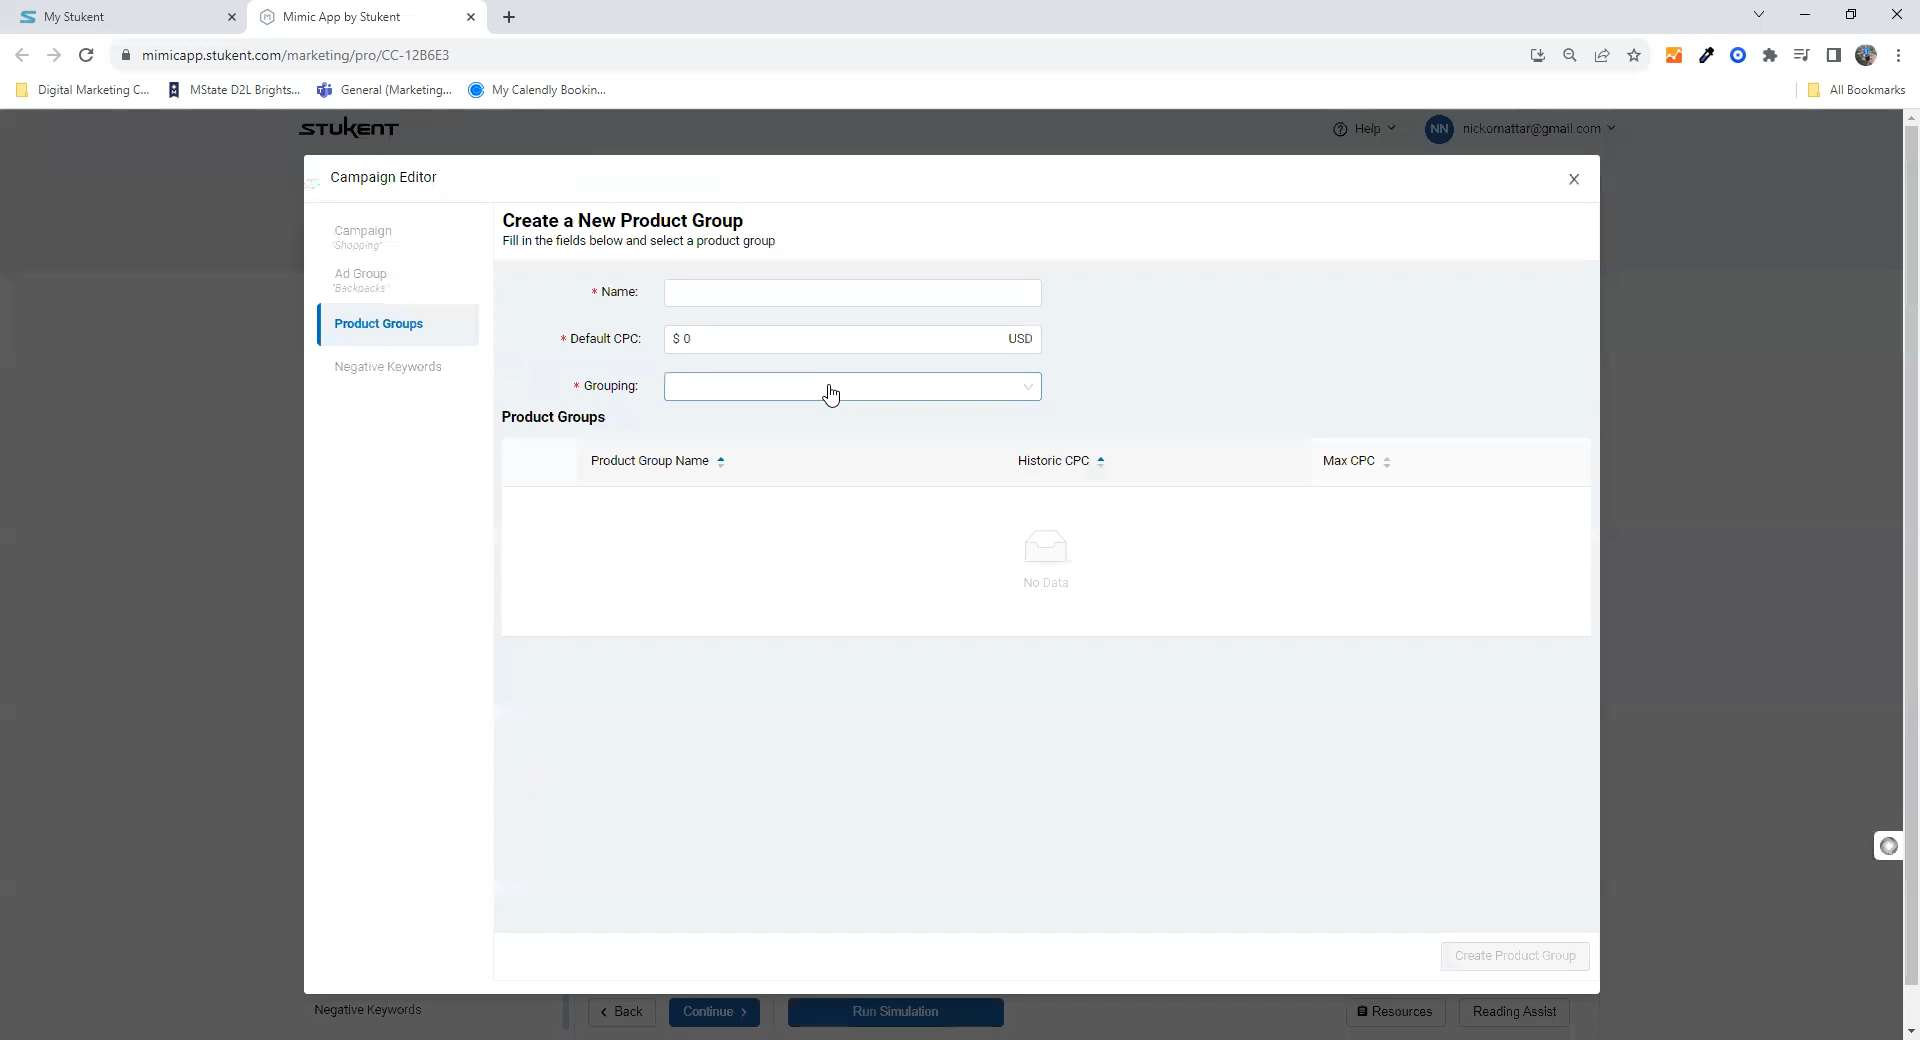 My Stukent
Mimic App by Stukent
mimicapp.stukent.com/marketing/pro/CC-12B6E3
Digital Marketing C...
MState D2L Brights...
General (Marketing...
My Calendly Bookin...
All Bookmarks
STUKENT
Help
NN
nickomattar@gmail.com
Campaign Editor
X
Campaign
"Shopping"
Ad Group
"Backpacks"
Product Groups
Negative Keywords
Create a New Product Group
Fill in the fields below and select a product group
* Name:
* Default CPC:
$ 0
USD
* Grouping:
Product Groups
Product Group Name
Historic CPC
Max CPC
No Data
Create Product Group
Negative Keywords
< Back
Continue >
Run Simulation
Resources
Reading Assist